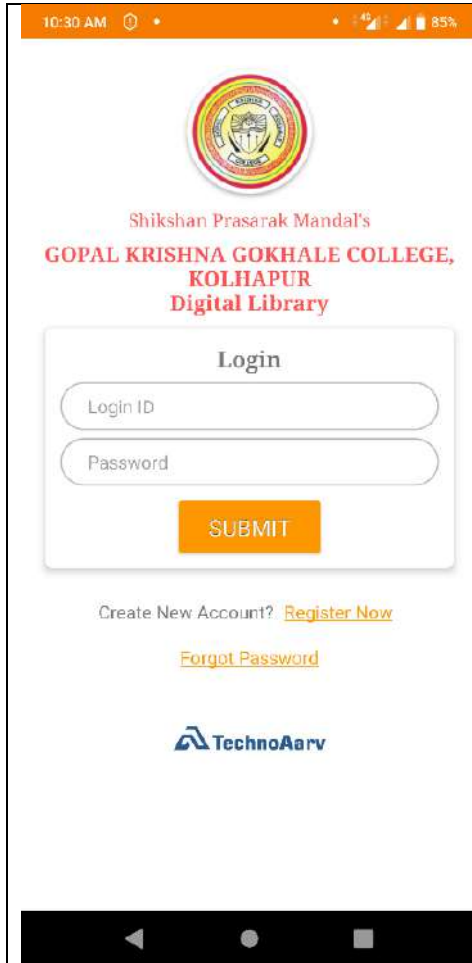 10:30 AM
4G 85%
Shikshan Prasarak Mandal's
GOPAL KRISHNA GOKHALE COLLEGE,
KOLHAPUR
Digital Library
Login
Login ID
Password
SUBMIT
Create New Account? Register Now
Forgot Password
TechnoAarv